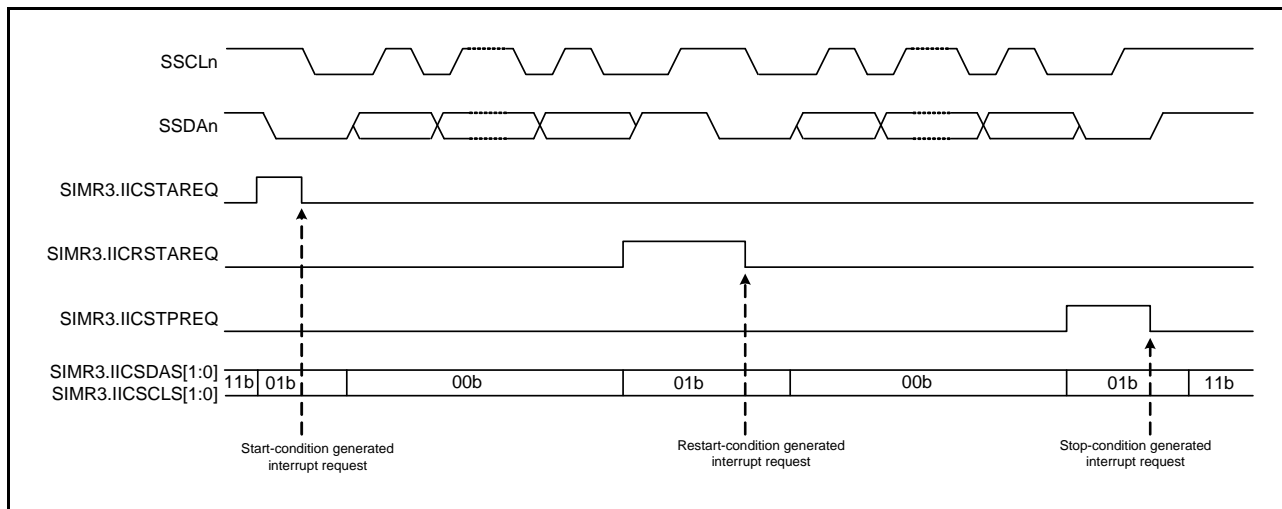 SSCLn
SSDAn
SIMR3.IICSTAREQ
SIMR3.IICRSTAREQ
SIMR3.IICSTPREQ
SIMR3.IICSDAS[1:0]
SIMR3.IICSCLS[1:0]
11b 01b 00b 01b 00b 01b 11b
Start-condition generated
interrupt request
Restart-condition generated
interrupt request
Stop-condition generated
interrupt request